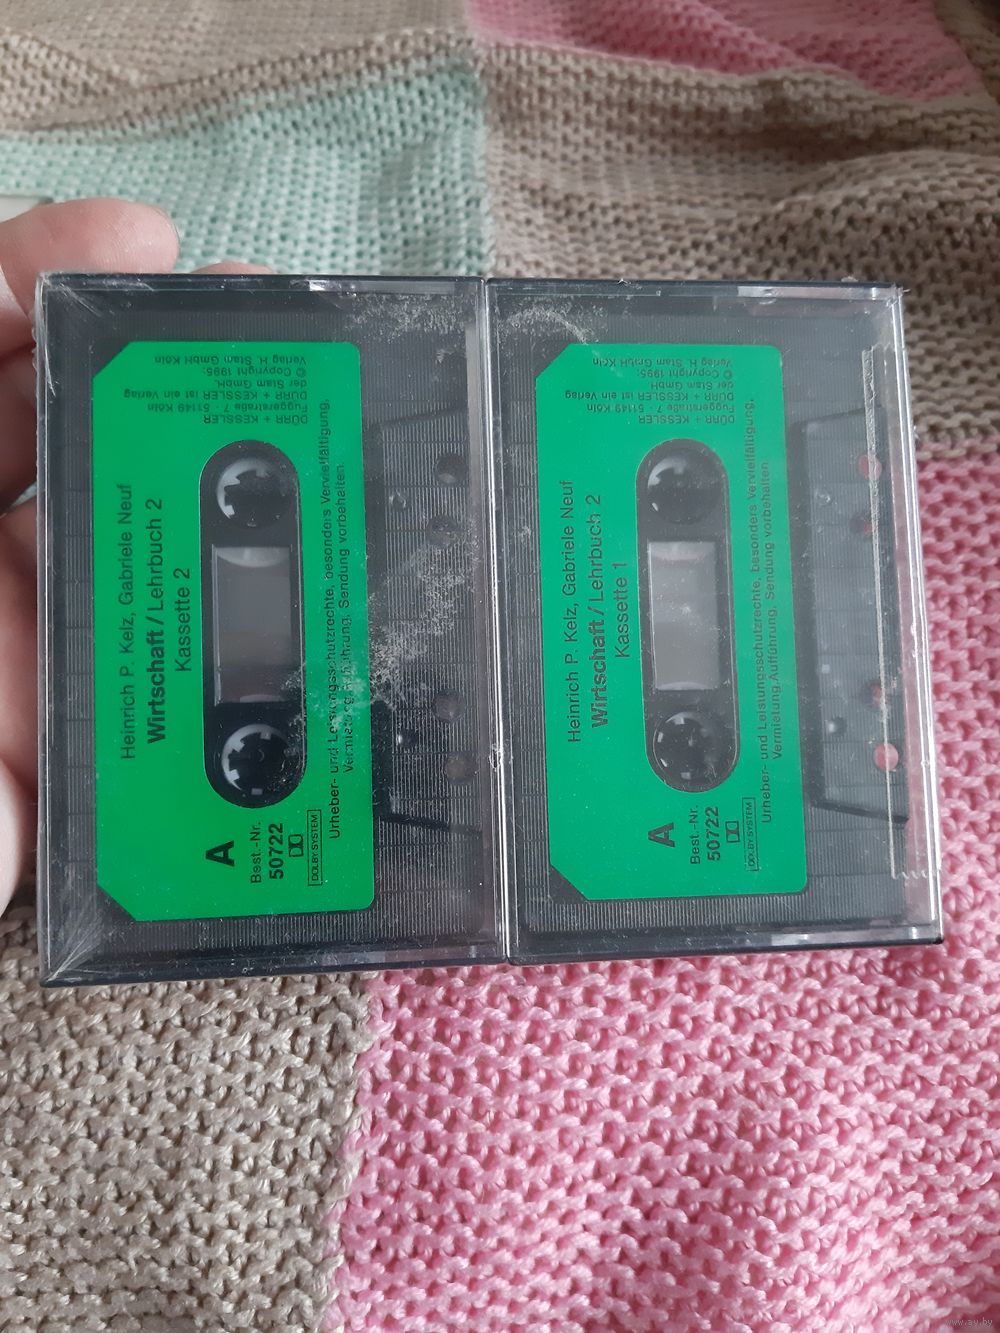 Heinrich P. Kelz, Gabriele Neuf
Wirtschaft / Lehrbuch 2
Kassette 2
A
Best.-Nr.
50722
DOLBY SYSTEM
DÜRR + KESSLER
Fuggerstraße 7 · 51149 Köln
DÜRR + KESSLER ist ein Verlag
der Stam GmbH.
© Copyright 1995:
Verlag H. Stam GmbH Köln
Urheber- und Leistungsschutzrechte, besonders Vervielfältigung,
Vermietung, Aufführung, Sendung vorbehalten.
Heinrich P. Kelz, Gabriele Neuf
Wirtschaft / Lehrbuch 2
Kassette 1
A
Best.-Nr.
50722
DOLBY SYSTEM
DÜRR + KESSLER
Fuggerstraße 7 · 51149 Köln
DÜRR + KESSLER ist ein Verlag
der Stam GmbH.
© Copyright 1995:
Verlag H. Stam GmbH Köln
Urheber- und Leistungsschutzrechte, besonders Vervielfältigung,
Vermietung, Aufführung, Sendung vorbehalten
www.ay.by